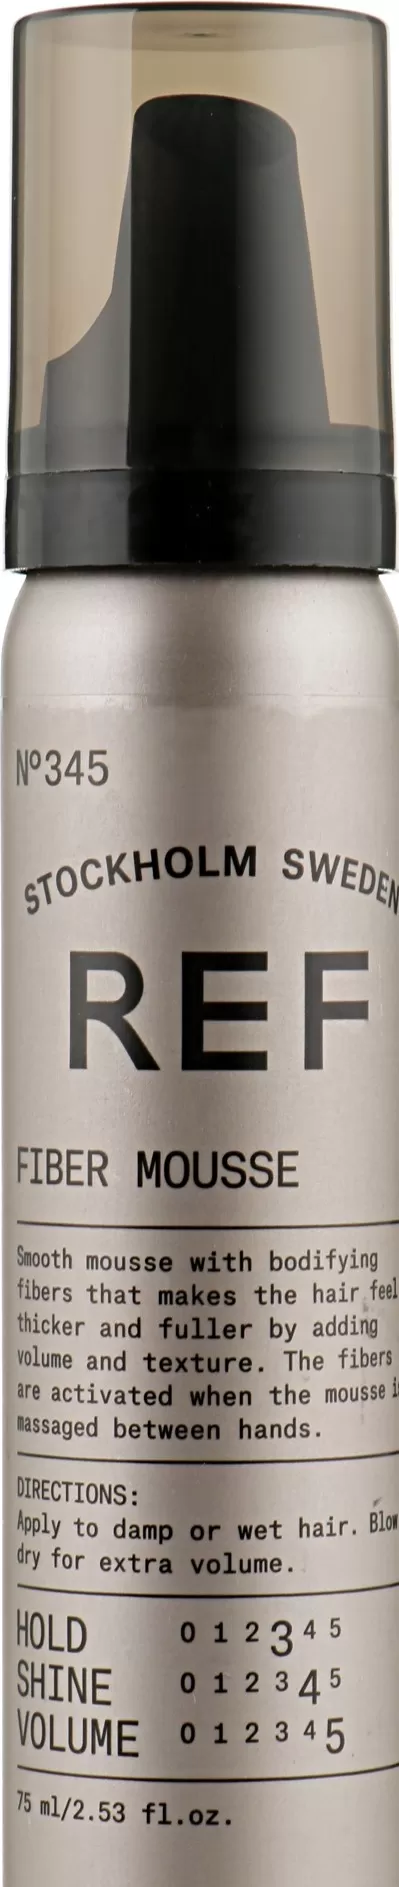 Nº345
STOCKHOLM SWEDEN
REF
FIBER MOUSSE
Smooth mousse with bodifying
fibers that makes the hair feel
thicker and fuller by adding
volume and texture. The fibers
are activated when the mousse is
massaged between hands.
DIRECTIONS:
Apply to damp or wet hair. Blow
dry for extra volume.
HOLD 0 1 2 3 4 5
SHINE 0 1 2 3 4 5
VOLUME 0 1 2 3 4 5
75 ml/2.53 fl.oz.